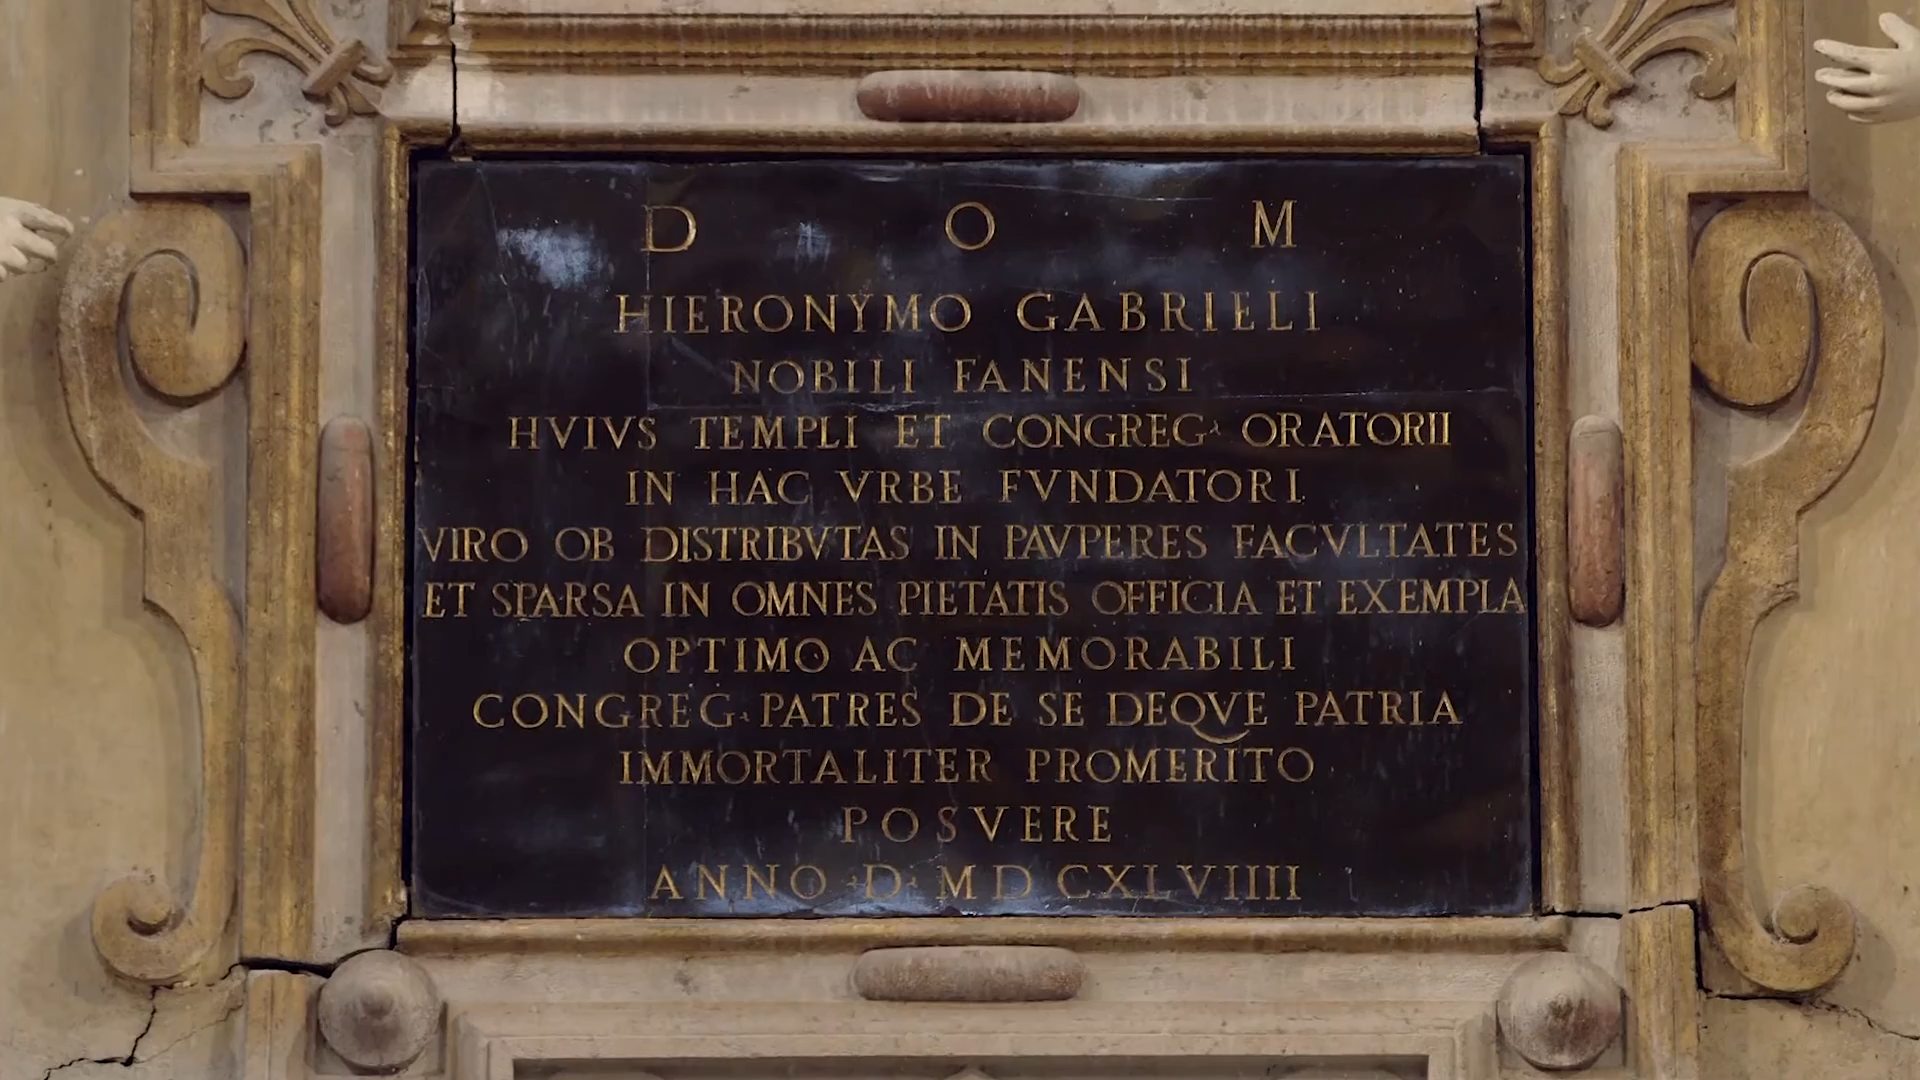 D O M
HIERONYMO GABRIELI
NOBILI FANENSI
HVIVS TEMPLI ET CONGREG· ORATORII
IN HAC VRBE FVNDATORI
VIRO OB DISTRIBVTAS IN PAVPERES FACVLTATES
ET SPARSA IN OMNES PIETATIS OFFICIA ET EXEMPLA
OPTIMO AC MEMORABILI
CONGREG· PATRES DE SE DEQVE PATRIA
IMMORTALITER PROMERITO
POSVERE
ANNO ·D· MDCXLVIIII